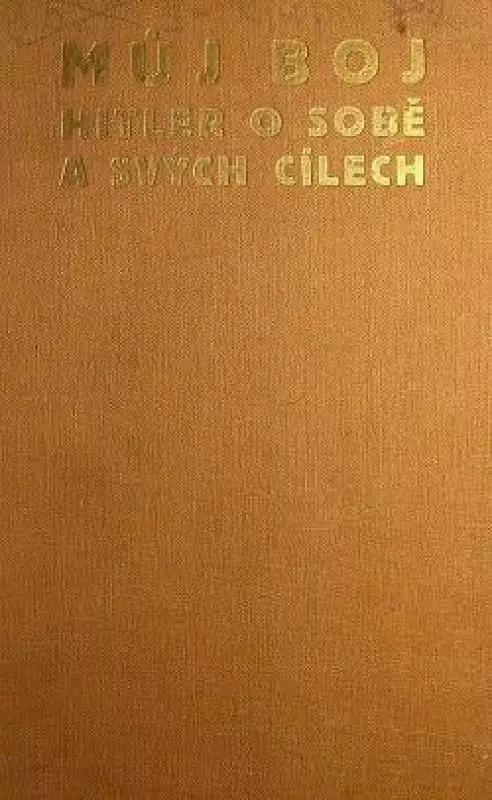 MŮJ BOJ
HITLER O SOBĚ
A SVÝCH CÍLECH